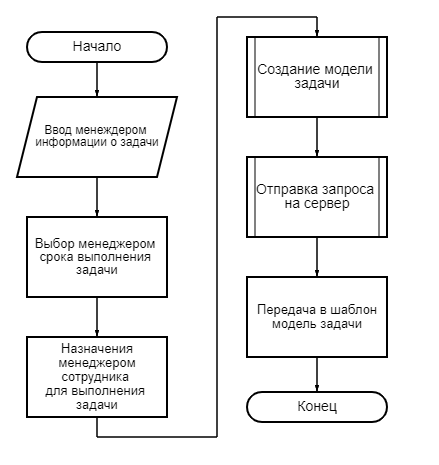 Начало
Ввод менеждером
информации о задачи
Выбор менеджером
срока выполнения
задачи
Назначения
менеджером
сотрудника
для выполнения
задачи
Создание модели
задачи
Отправка запроса
на сервер
Передача в шаблон
модель задачи
Конец